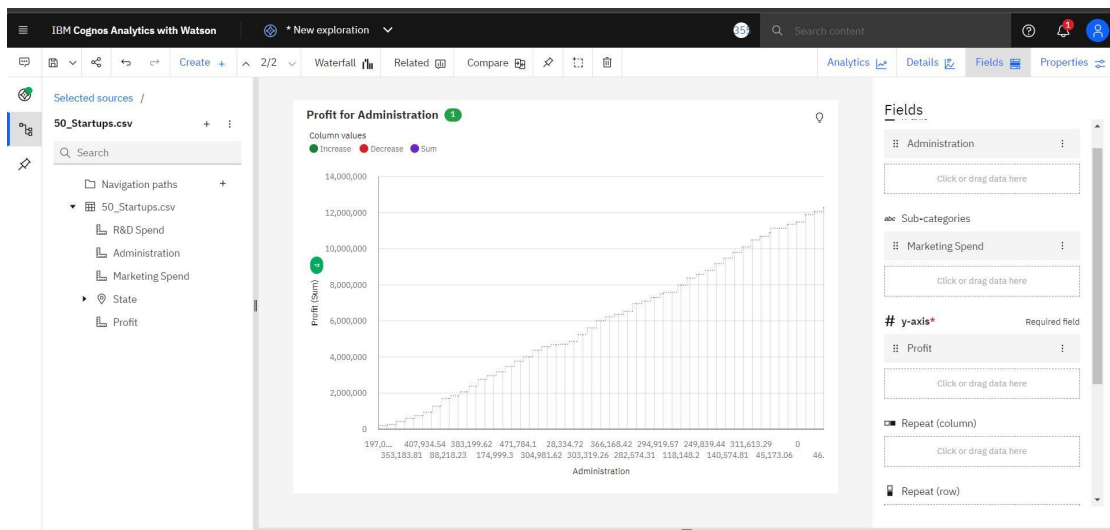 IBM Cognos Analytics with Watson
* New exploration
Search content
Create +
2/2
Waterfall
Related
Compare
Analytics
Details
Fields
Properties
Selected sources /
50_Startups.csv
Search
Navigation paths
50_Startups.csv
R&D Spend
Administration
Marketing Spend
State
Profit
Profit for Administration 1
Column values
Increase Decrease Sum
14,000,000
12,000,000
10,000,000
8,000,000
6,000,000
4,000,000
2,000,000
0
Profit (Sum) 4
197,0... 407,934.54 383,199.62 471,784.1 28,334.72 366,168.42 294,919.57 249,839.44 311,613.29 0
353,183.81 88,218.23 174,999.3 304,981.62 303,319.26 282,574.31 118,148.2 140,574.81 45,173.06 46.
Administration
Fields
Administration
Click or drag data here
abc Sub-categories
Marketing Spend
Click or drag data here
# y-axis* Required field
Profit
Click or drag data here
Repeat (column)
Click or drag data here
Repeat (row)